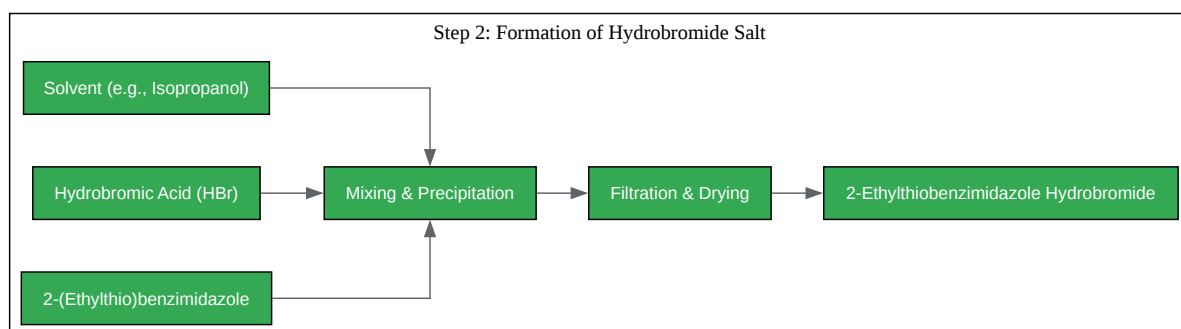 Step 2: Formation of Hydrobromide Salt
Solvent (e.g., Isopropanol)
Hydrobromic Acid (HBr)
Mixing & Precipitation
Filtration & Drying
2-Ethylthiobenzimidazole Hydrobromide
2-(Ethylthio)benzimidazole